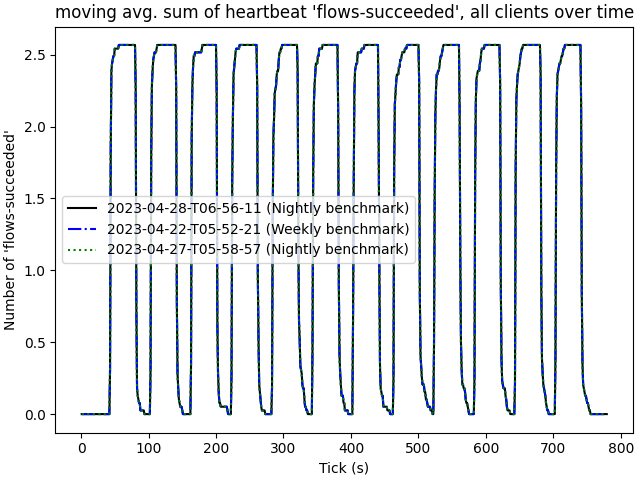 moving avg. sum of heartbeat 'flows-succeeded', all clients over time
Number of 'flows-succeeded'
2.5
2.0
1.5
1.0
0.5
0.0
2023-04-28-T06-56-11 (Nightly benchmark)
2023-04-22-T05-52-21 (Weekly benchmark)
2023-04-27-T05-58-57 (Nightly benchmark)
0 100 200 300 400 500 600 700 800
Tick (s)